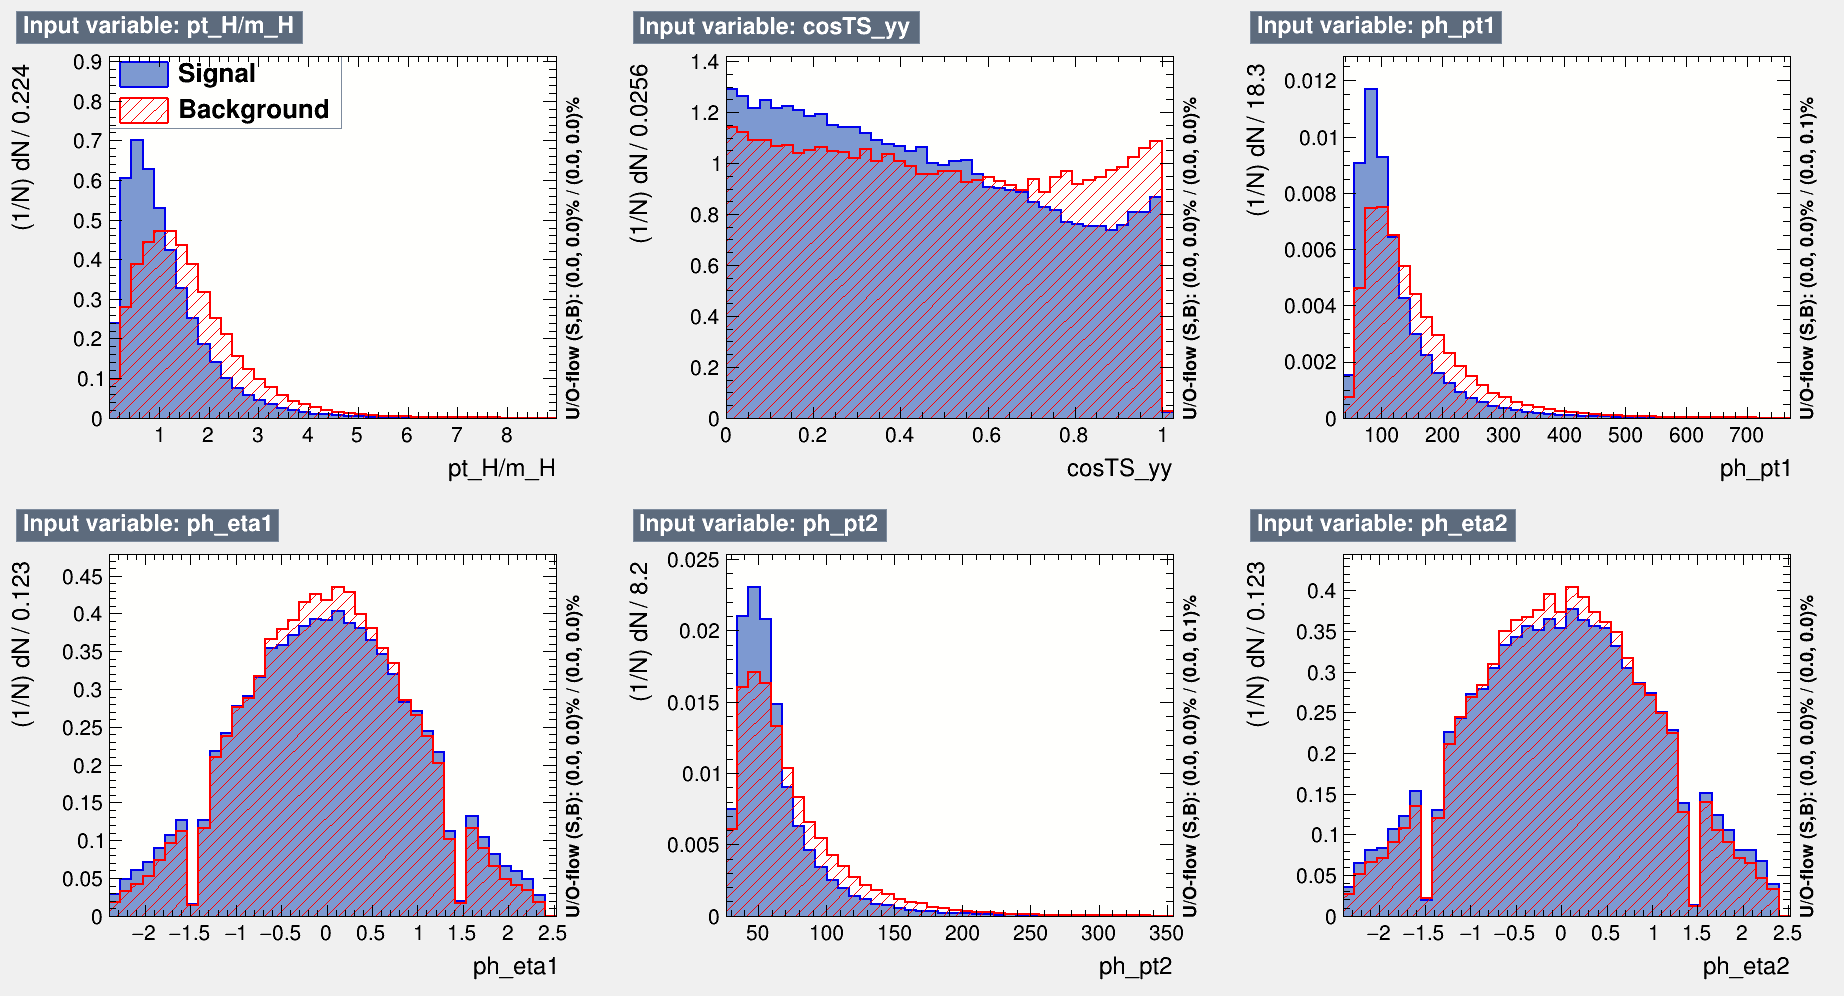 Input variable: pt_H/m_H
(1/N) dN / 0.224
0.9
0.8
0.7
0.6
0.5
0.4
0.3
0.2
0.1
0
Signal
Background
1 2 3 4 5 6 7 8
pt_H/m_H
U/O-flow (S,B): (0.0, 0.0)% / (0.0, 0.0)%
Input variable: cosTS_yy
(1/N) dN / 0.0256
1.4
1.2
1
0.8
0.6
0.4
0.2
0
0 0.2 0.4 0.6 0.8 1
cosTS_yy
U/O-flow (S,B): (0.0, 0.0)% / (0.0, 0.0)%
Input variable: ph_pt1
(1/N) dN / 18.3
0.012
0.01
0.008
0.006
0.004
0.002
0
100 200 300 400 500 600 700
ph_pt1
U/O-flow (S,B): (0.0, 0.0)% / (0.0, 0.1)%
Input variable: ph_eta1
(1/N) dN / 0.123
0.45
0.4
0.35
0.3
0.25
0.2
0.15
0.1
0.05
0
−2 −1.5 −1 −0.5 0 0.5 1 1.5 2 2.5
ph_eta1
U/O-flow (S,B): (0.0, 0.0)% / (0.0, 0.0)%
Input variable: ph_pt2
(1/N) dN / 8.2
0.025
0.02
0.015
0.01
0.005
0
50 100 150 200 250 300 350
ph_pt2
U/O-flow (S,B): (0.0, 0.0)% / (0.0, 0.1)%
Input variable: ph_eta2
(1/N) dN / 0.123
0.4
0.35
0.3
0.25
0.2
0.15
0.1
0.05
0
−2 −1.5 −1 −0.5 0 0.5 1 1.5 2 2.5
ph_eta2
U/O-flow (S,B): (0.0, 0.0)% / (0.0, 0.0)%